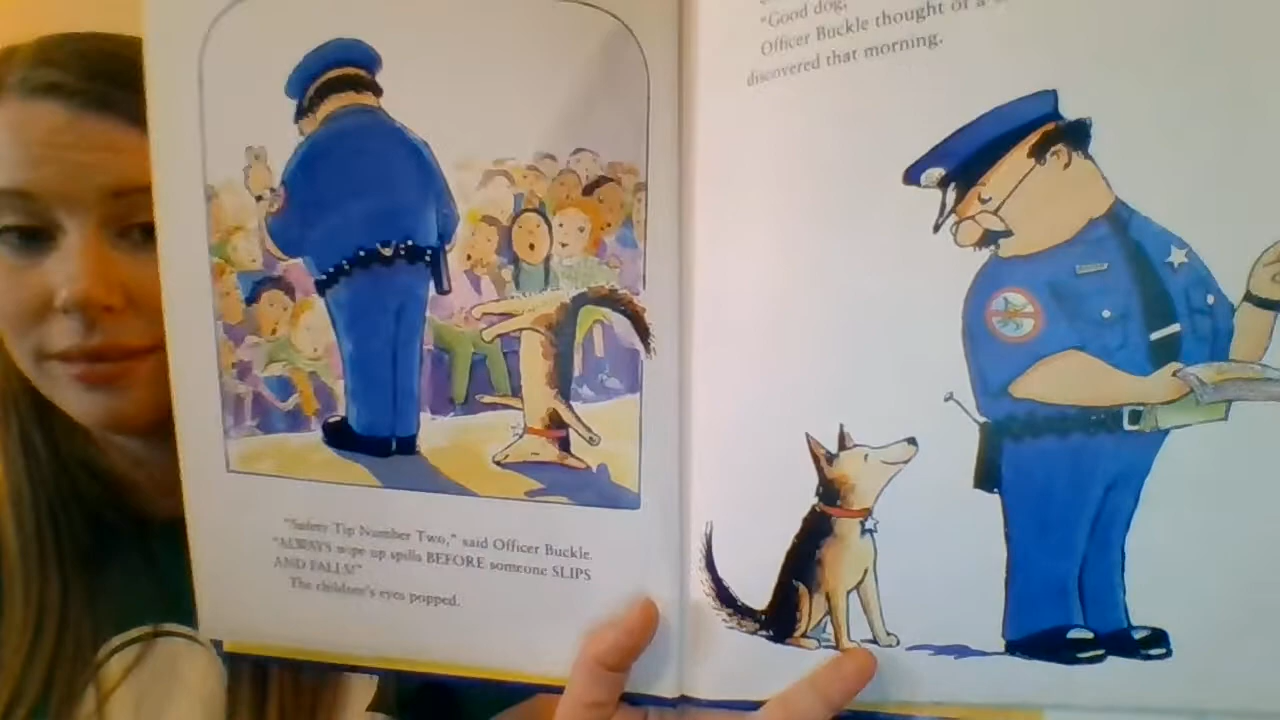 "Safety Tip Number Two," said Officer Buckle.
"ALWAYS wipe up spills BEFORE someone SLIPS
AND FALLS!"
The children's eyes popped.
"Good dog,
Officer Buckle thought of a
discovered that morning.